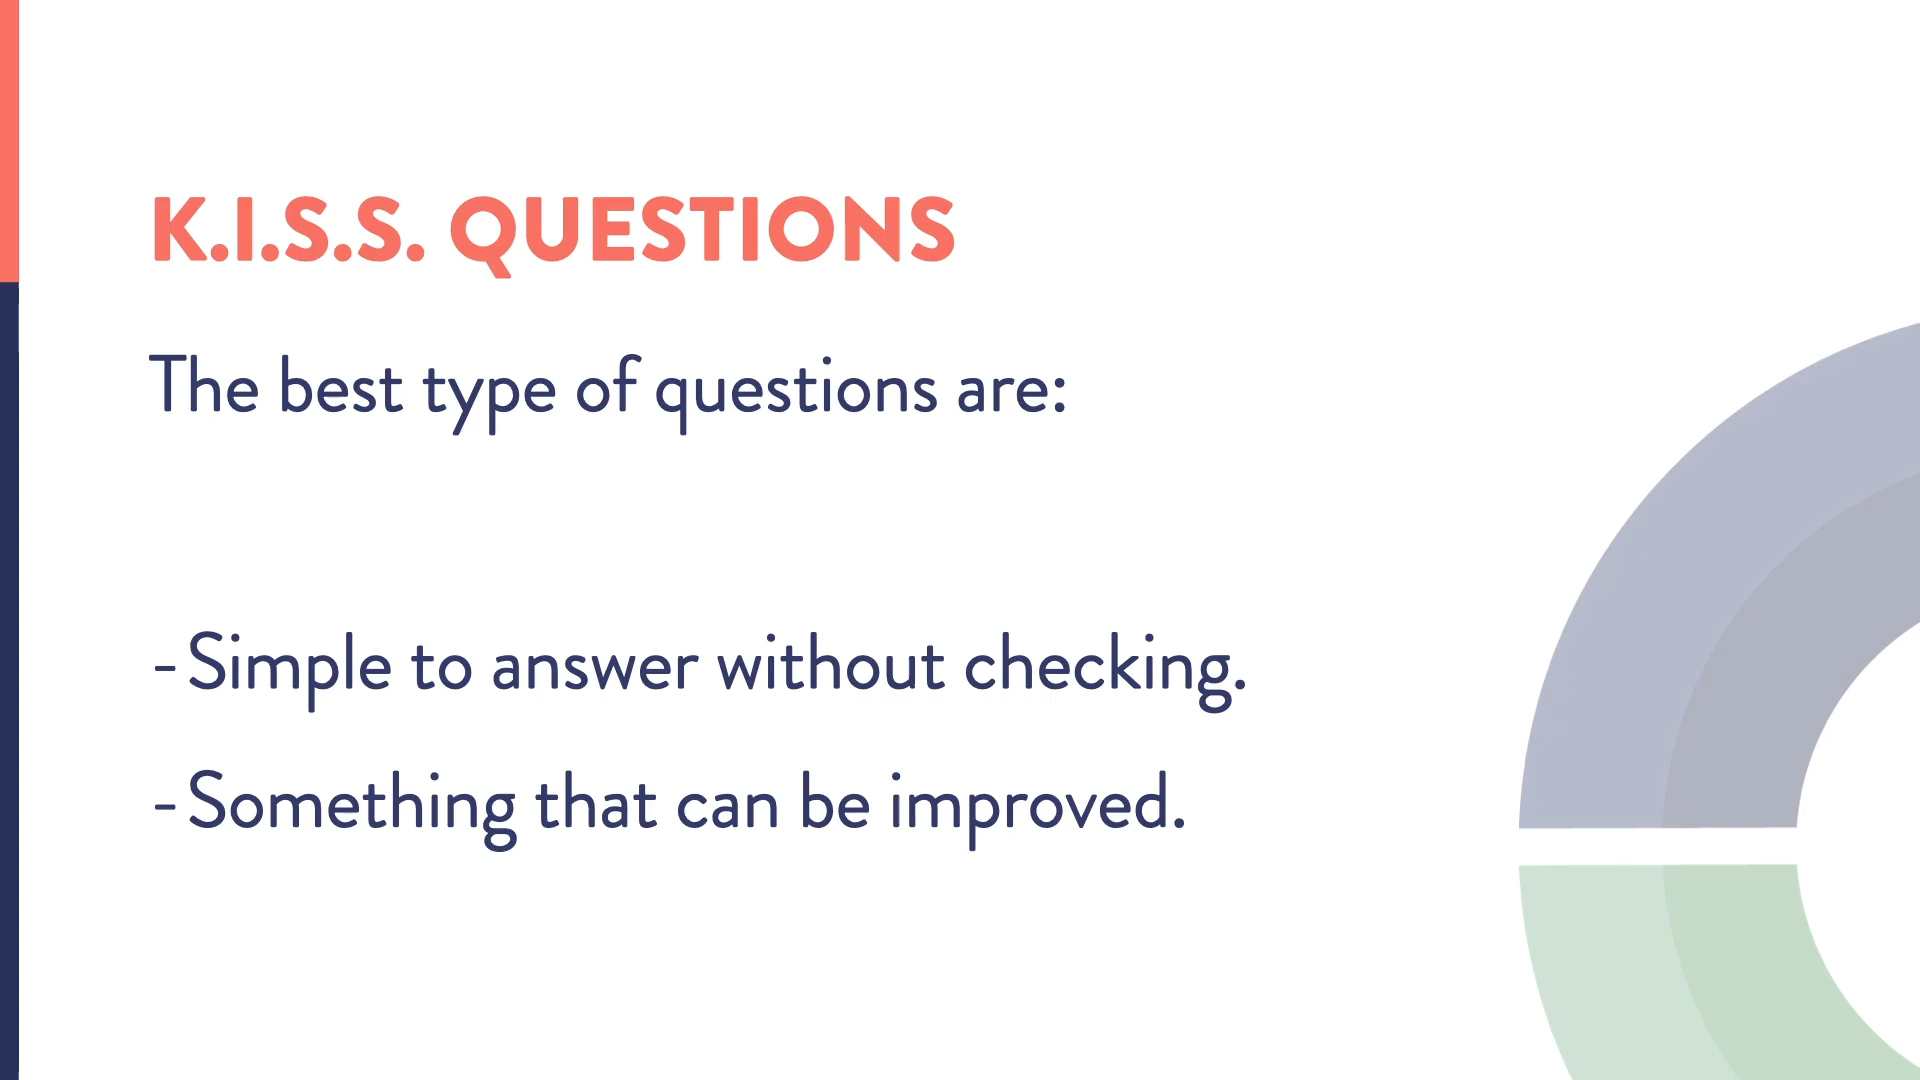 K.I.S.S. QUESTIONS
The best type of questions are:
-Simple to answer without checking.
-Something that can be improved.